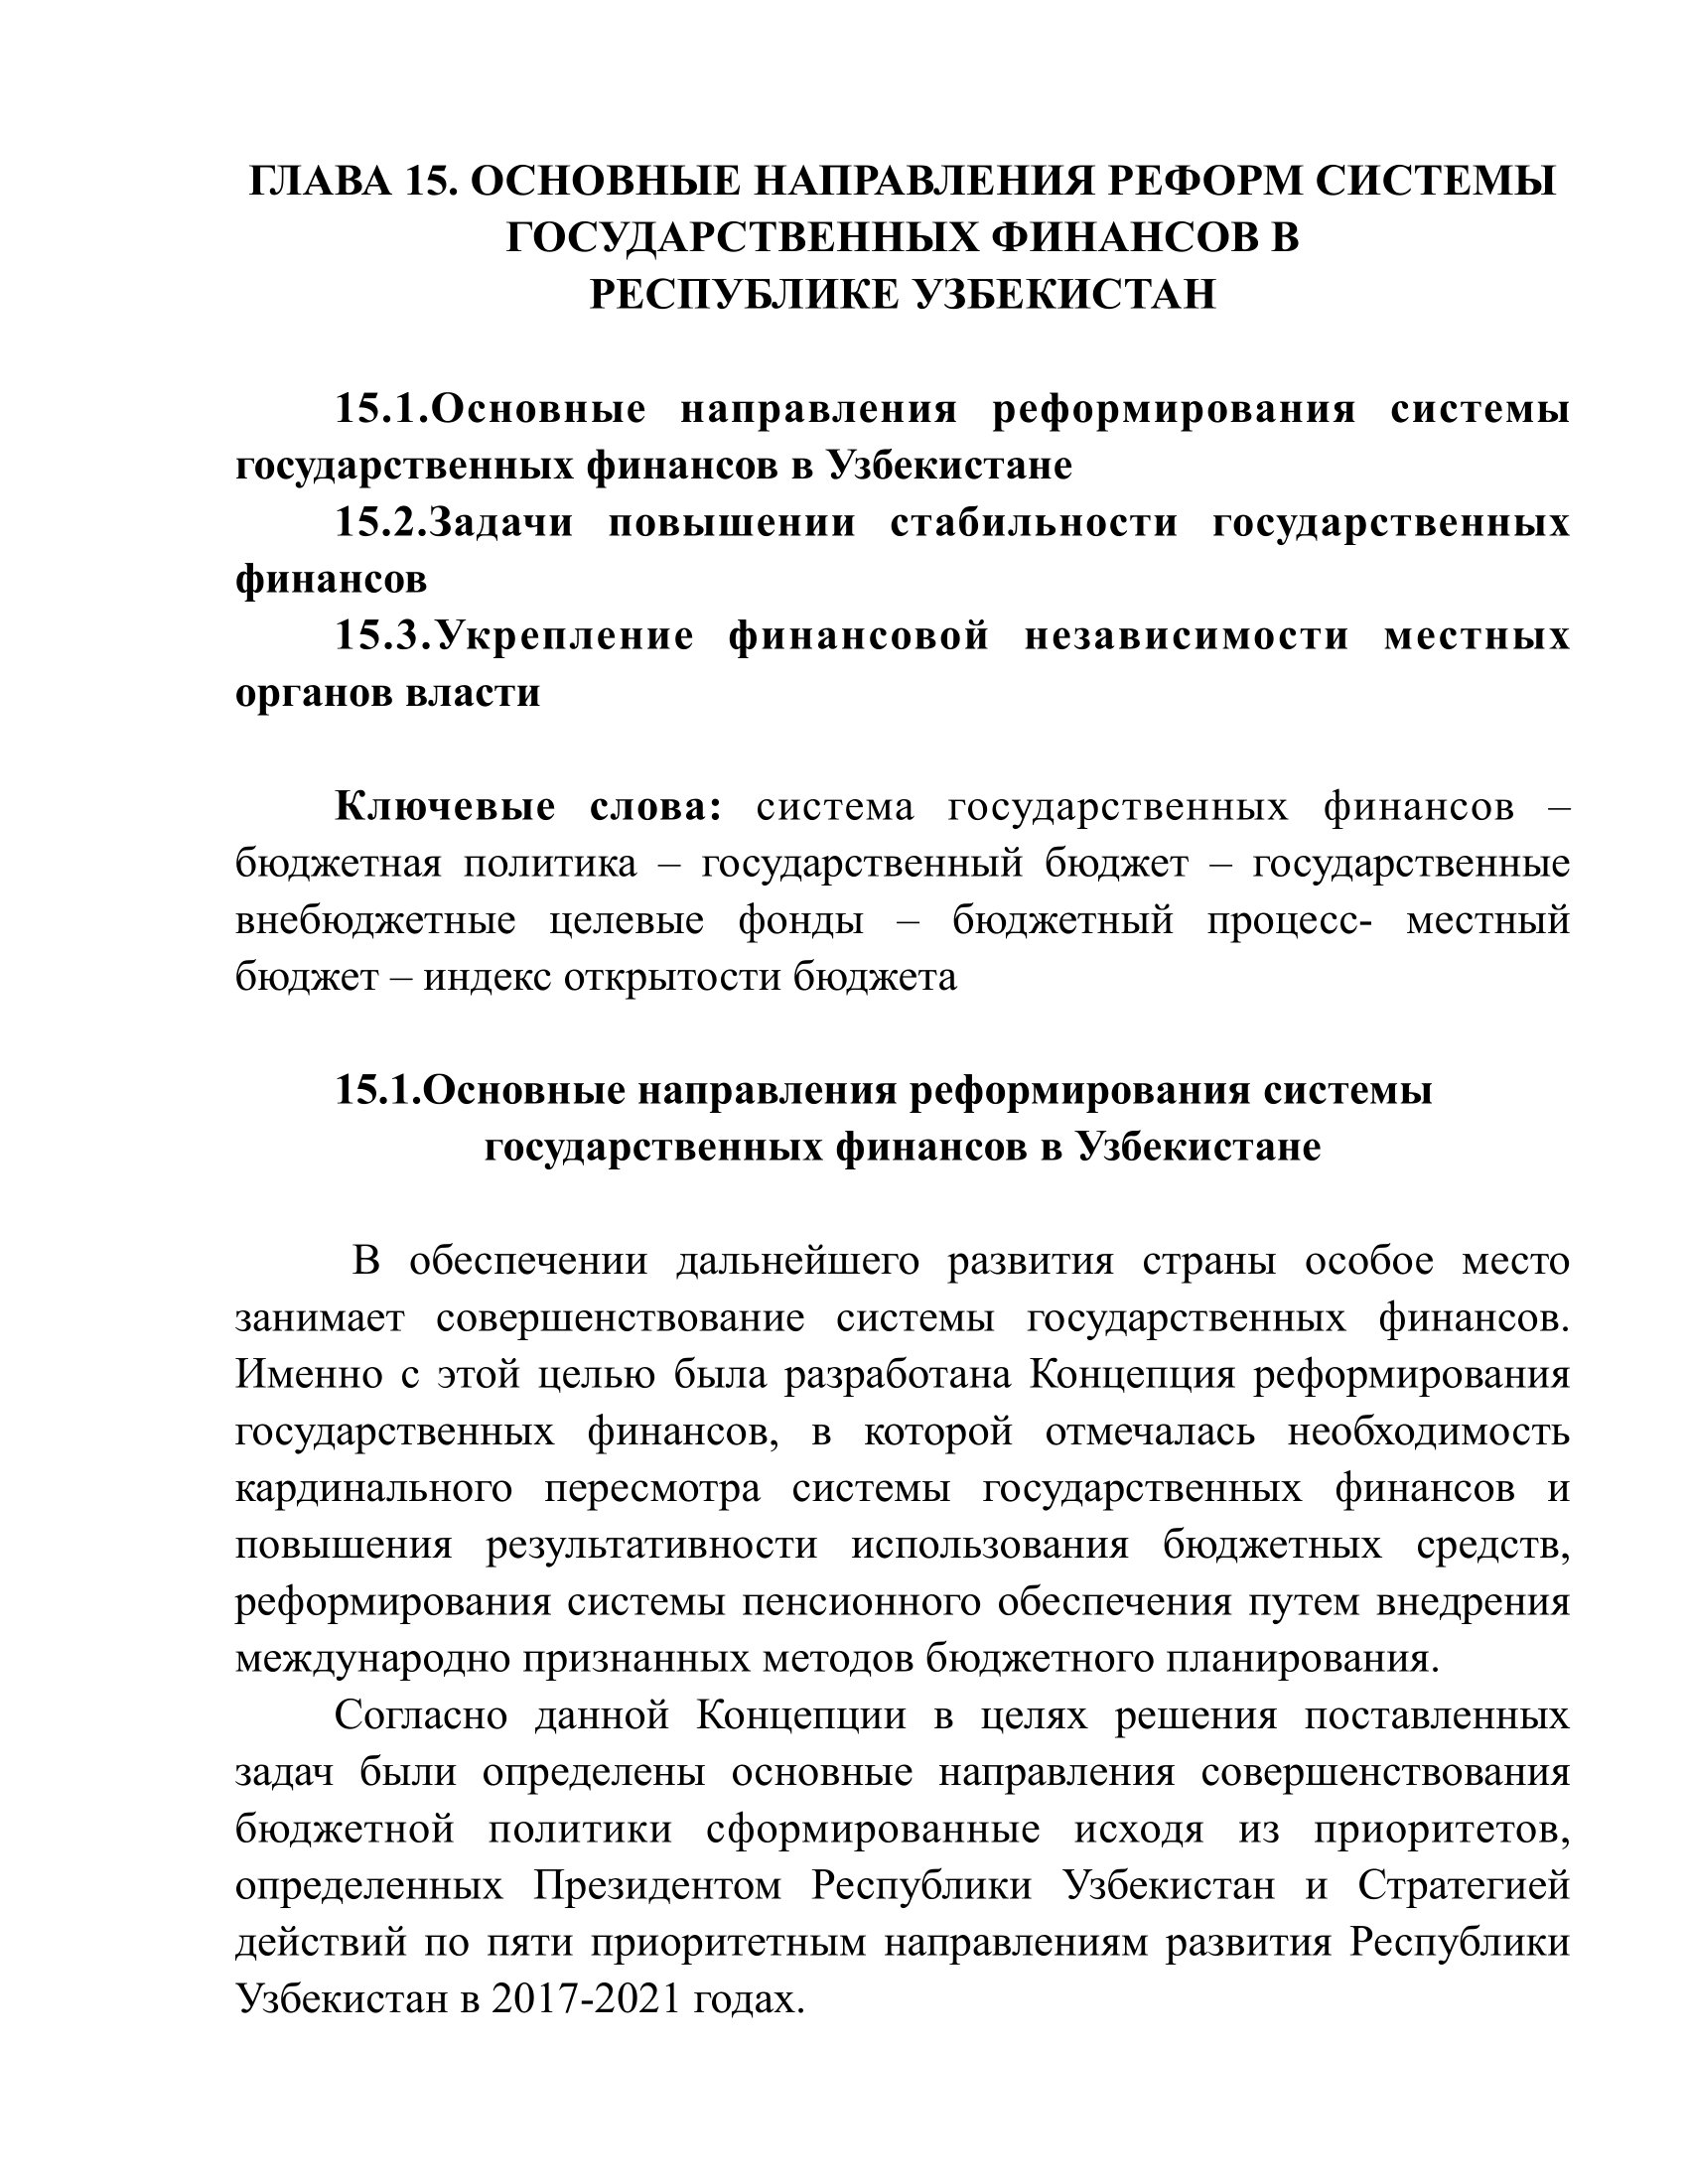 ГЛАВА 15. ОСНОВНЫЕ НАПРАВЛЕНИЯ РЕФОРМ СИСТЕМЫ
ГОСУДАРСТВЕННЫХ ФИНАНСОВ В
РЕСПУБЛИКЕ УЗБЕКИСТАН
15.1.Основные направления реформирования системы
государственных финансов в Узбекистане
15.2.Задачи повышении стабильности государственных
финансов
15.3.Укрепление финансовой независимости местных
органов власти
Ключевые слова: система государственных финансов –
бюджетная политика – государственный бюджет – государственные
внебюджетные целевые фонды – бюджетный процесс- местный
бюджет – индекс открытости бюджета
15.1.Основные направления реформирования системы
государственных финансов в Узбекистане
В обеспечении дальнейшего развития страны особое место
занимает совершенствование системы государственных финансов.
Именно с этой целью была разработана Концепция реформирования
государственных финансов, в которой отмечалась необходимость
кардинального пересмотра системы государственных финансов и
повышения результативности использования бюджетных средств,
реформирования системы пенсионного обеспечения путем внедрения
международно признанных методов бюджетного планирования.
Согласно данной Концепции в целях решения поставленных
задач были определены основные направления совершенствования
бюджетной политики сформированные исходя из приоритетов,
определенных Президентом Республики Узбекистан и Стратегией
действий по пяти приоритетным направлениям развития Республики
Узбекистан в 2017-2021 годах.